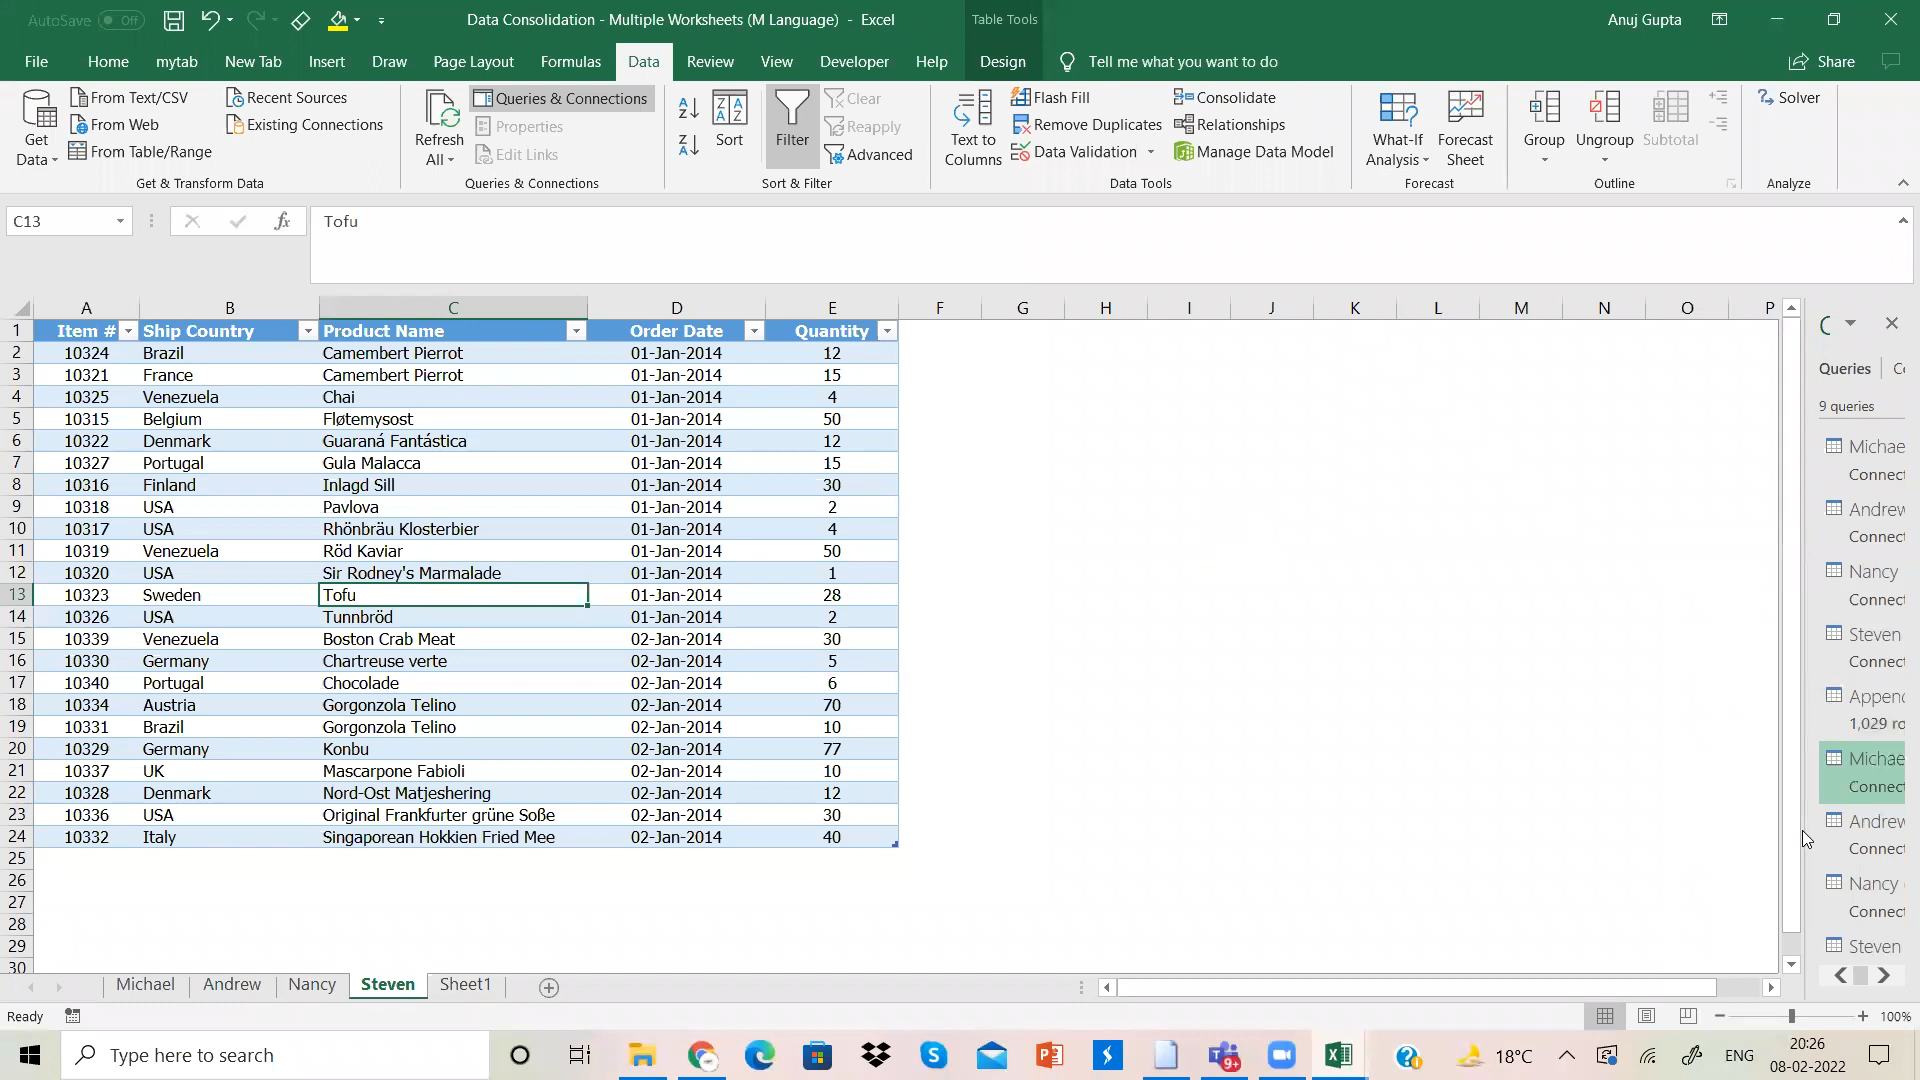 AutoSave Off
Data Consolidation - Multiple Worksheets (M Language) - Excel
Table Tools
Anuj Gupta
File Home mytab New Tab Insert Draw Page Layout Formulas Data Review View Developer Help Design Tell me what you want to do Share
Get Data
From Text/CSV
From Web
From Table/Range
Recent Sources
Existing Connections
Get & Transform Data
Refresh All
Queries & Connections
Properties
Edit Links
Queries & Connections
Sort
Filter
Clear
Reapply
Advanced
Sort & Filter
Text to Columns
Flash Fill
Remove Duplicates
Data Validation
Consolidate
Relationships
Manage Data Model
Data Tools
What-If Analysis
Forecast Sheet
Forecast
Group
Ungroup
Subtotal
Outline
Solver
Analyze
C13 fx Tofu
A B C D E F G H I J K L M N O P
1 Item # Ship Country Product Name Order Date Quantity
2 10324 Brazil Camembert Pierrot 01-Jan-2014 12
3 10321 France Camembert Pierrot 01-Jan-2014 15
4 10325 Venezuela Chai 01-Jan-2014 4
5 10315 Belgium Fløtemysost 01-Jan-2014 50
6 10322 Denmark Guaraná Fantástica 01-Jan-2014 12
7 10327 Portugal Gula Malacca 01-Jan-2014 15
8 10316 Finland Inlagd Sill 01-Jan-2014 30
9 10318 USA Pavlova 01-Jan-2014 2
10 10317 USA Rhönbräu Klosterbier 01-Jan-2014 4
11 10319 Venezuela Röd Kaviar 01-Jan-2014 50
12 10320 USA Sir Rodney's Marmalade 01-Jan-2014 1
13 10323 Sweden Tofu 01-Jan-2014 28
14 10326 USA Tunnbröd 01-Jan-2014 2
15 10339 Venezuela Boston Crab Meat 02-Jan-2014 30
16 10330 Germany Chartreuse verte 02-Jan-2014 5
17 10340 Portugal Chocolade 02-Jan-2014 6
18 10334 Austria Gorgonzola Telino 02-Jan-2014 70
19 10331 Brazil Gorgonzola Telino 02-Jan-2014 10
20 10329 Germany Konbu 02-Jan-2014 77
21 10337 UK Mascarpone Fabioli 02-Jan-2014 10
22 10328 Denmark Nord-Ost Matjeshering 02-Jan-2014 12
23 10336 USA Original Frankfurter grüne Soße 02-Jan-2014 30
24 10332 Italy Singaporean Hokkien Fried Mee 02-Jan-2014 40
25
26
27
28
29
30
Queries
9 queries
Michae
Connect
Andrew
Connect
Nancy
Connect
Steven
Connect
Append
1,029 ro
Michae
Connect
Andrew
Connect
Nancy
Connect
Steven
Michael Andrew Nancy Steven Sheet1
Ready
100%
Type here to search
9+
18°C
ENG
20:26
08-02-2022